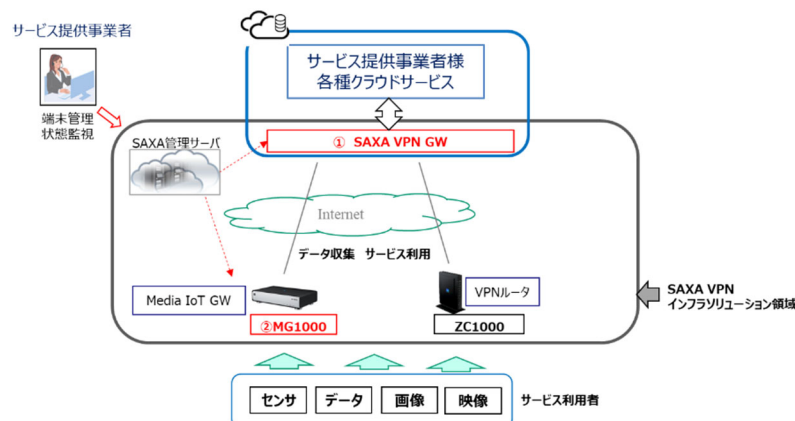 サービス提供事業者
サービス提供事業者様
各種クラウドサービス
端末管理
状態監視
SAXA管理サーバ
① SAXA VPN GW
Internet
データ収集 サービス利用
Media IoT GW
VPNルータ
②MG1000
ZC1000
SAXA VPN
インフラソリューション領域
センサ データ 画像 映像 サービス利用者